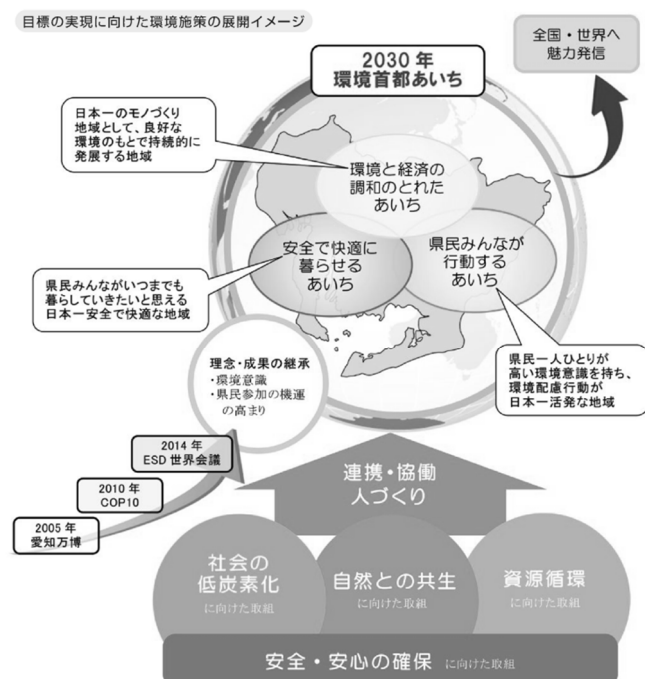 目標の実現に向けた環境施策の展開イメージ
全国・世界へ
魅力発信
2030年
環境首都あいち
日本一のモノづくり
地域として、良好な
環境のもとで持続的に
発展する地域
環境と経済の
調和のとれた
あいち
安全で快適に
暮らせる
あいち
県民みんなが
行動する
あいち
県民みんながいつまでも
暮らしていきたいと思える
日本一安全で快適な地域
県民一人ひとりが
高い環境意識を持ち、
環境配慮行動が
日本一活発な地域
理念・成果の継承
・環境意識
・県民参加の機運
の高まり
2014年
ESD世界会議
2010年
COP10
2005年
愛知万博
連携・協働
人づくり
社会の
低炭素化
に向けた取組
自然との共生
に向けた取組
資源循環
に向けた取組
安全・安心の確保 に向けた取組